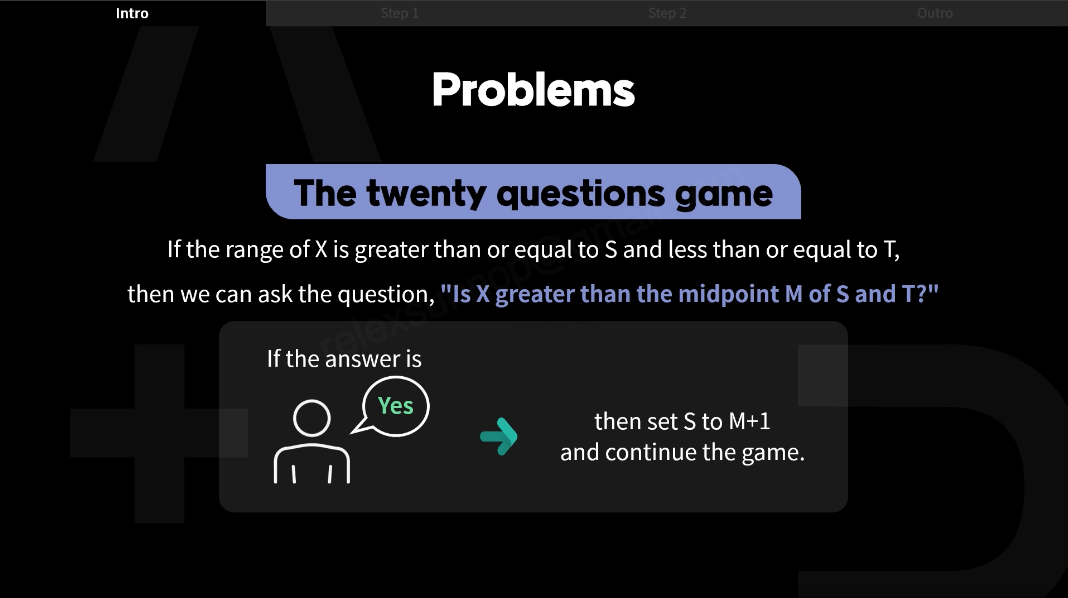 Intro
Step 1
Step 2
Outro
Problems
The twenty questions game
If the range of X is greater than or equal to S and less than or equal to T,
then we can ask the question, "Is X greater than the midpoint M of S and T?"
If the answer is
Yes
then set S to M+1
and continue the game.